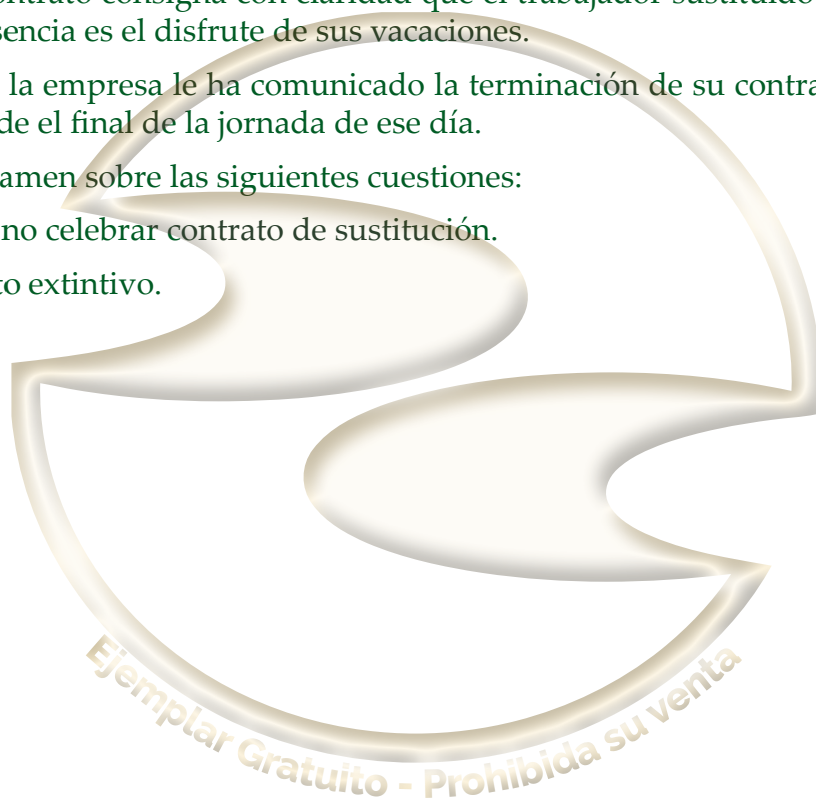 ontrato consigna con claridad que el trabajador sustituido
sencia es el disfrute de sus vacaciones.
la empresa le ha comunicado la terminación de su contra
de el final de la jornada de ese día.
amen sobre las siguientes cuestiones:
no celebrar contrato de sustitución.
to extintivo.
Ejemplar Gratuito - Prohibida su venta